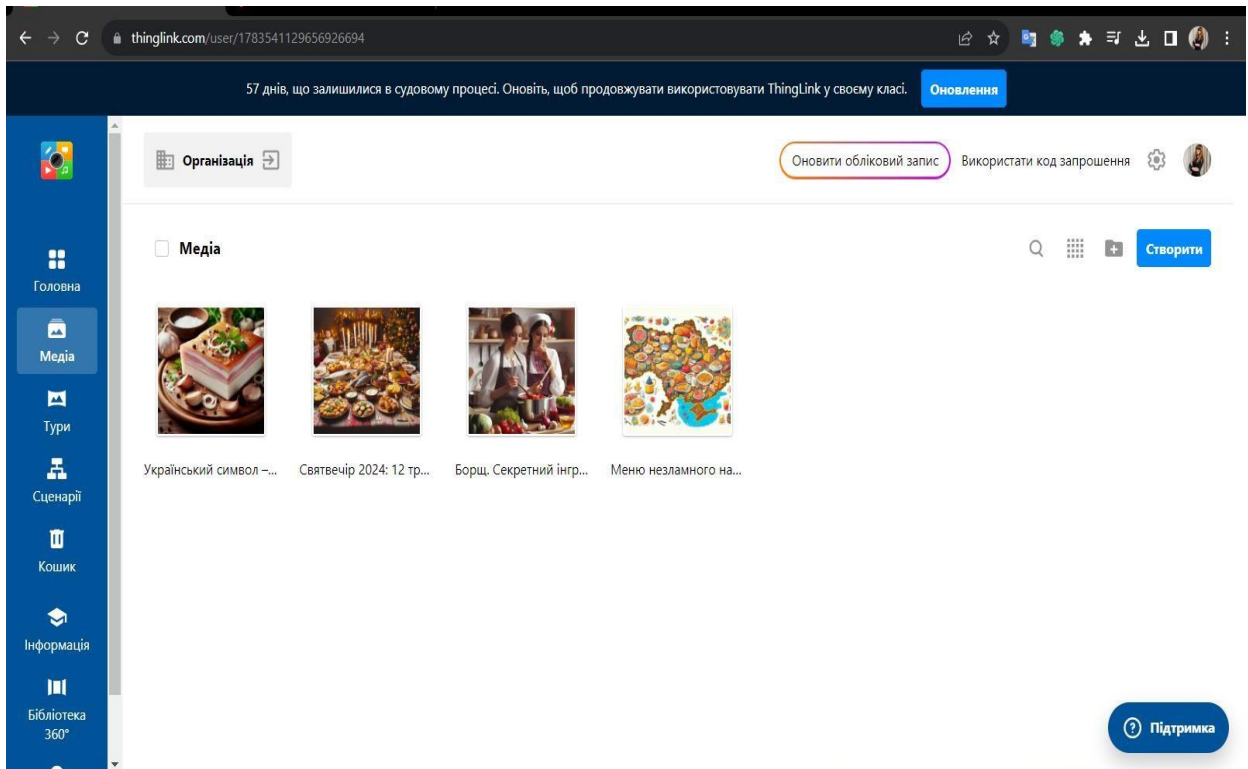 thinglink.com/user/1783541129656926694
57 днів, що залишилися в судовому процесі. Оновіть, щоб продовжувати використовувати ThingLink у своєму класі.
Оновлення
Організація
Оновити обліковий запис
Використати код запрошення
Медіа
Створити
Головна
Медіа
Тури
Сценарії
Кошик
Інформація
Бібліотека
360°
Український символ –...
Святвечір 2024: 12 тр...
Борщ. Секретний інгр...
Меню незламного на...
Підтримка